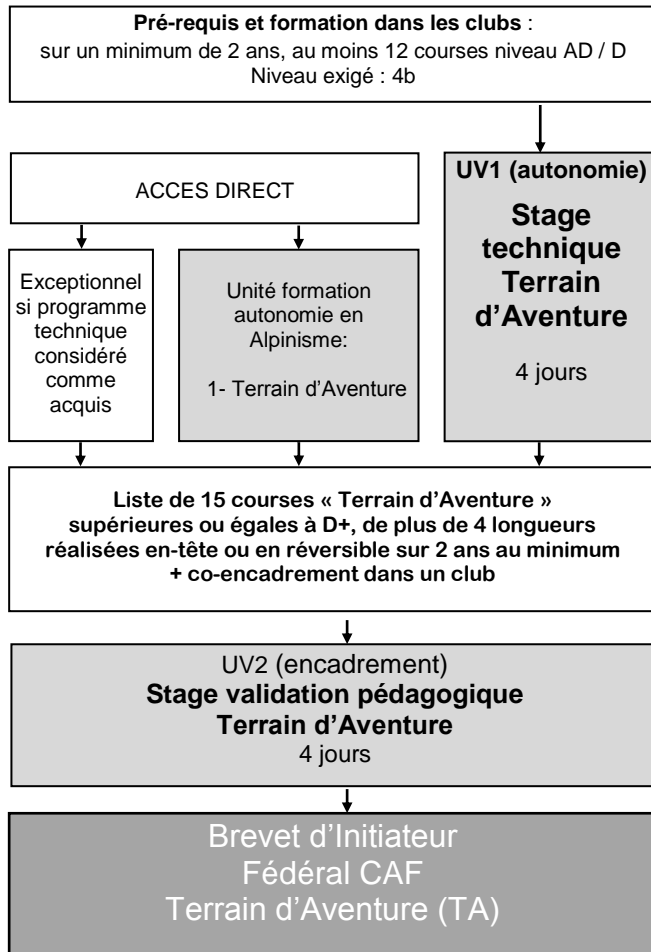 Pré-requis et formation dans les clubs :
sur un minimum de 2 ans, au moins 12 courses niveau AD / D
Niveau exigé : 4b
UV1 (autonomie)
Stage
technique
Terrain
d’Aventure
4 jours
ACCES DIRECT
Exceptionnel
si programme
technique
considéré
comme
acquis
Unité formation
autonomie en
Alpinisme:
1- Terrain d’Aventure
Liste de 15 courses « Terrain d’Aventure »
supérieures ou égales à D+, de plus de 4 longueurs
réalisées en-tête ou en réversible sur 2 ans au minimum
+ co-encadrement dans un club
UV2 (encadrement)
Stage validation pédagogique
Terrain d’Aventure
4 jours
Brevet d’Initiateur
Fédéral CAF
Terrain d’Aventure (TA)